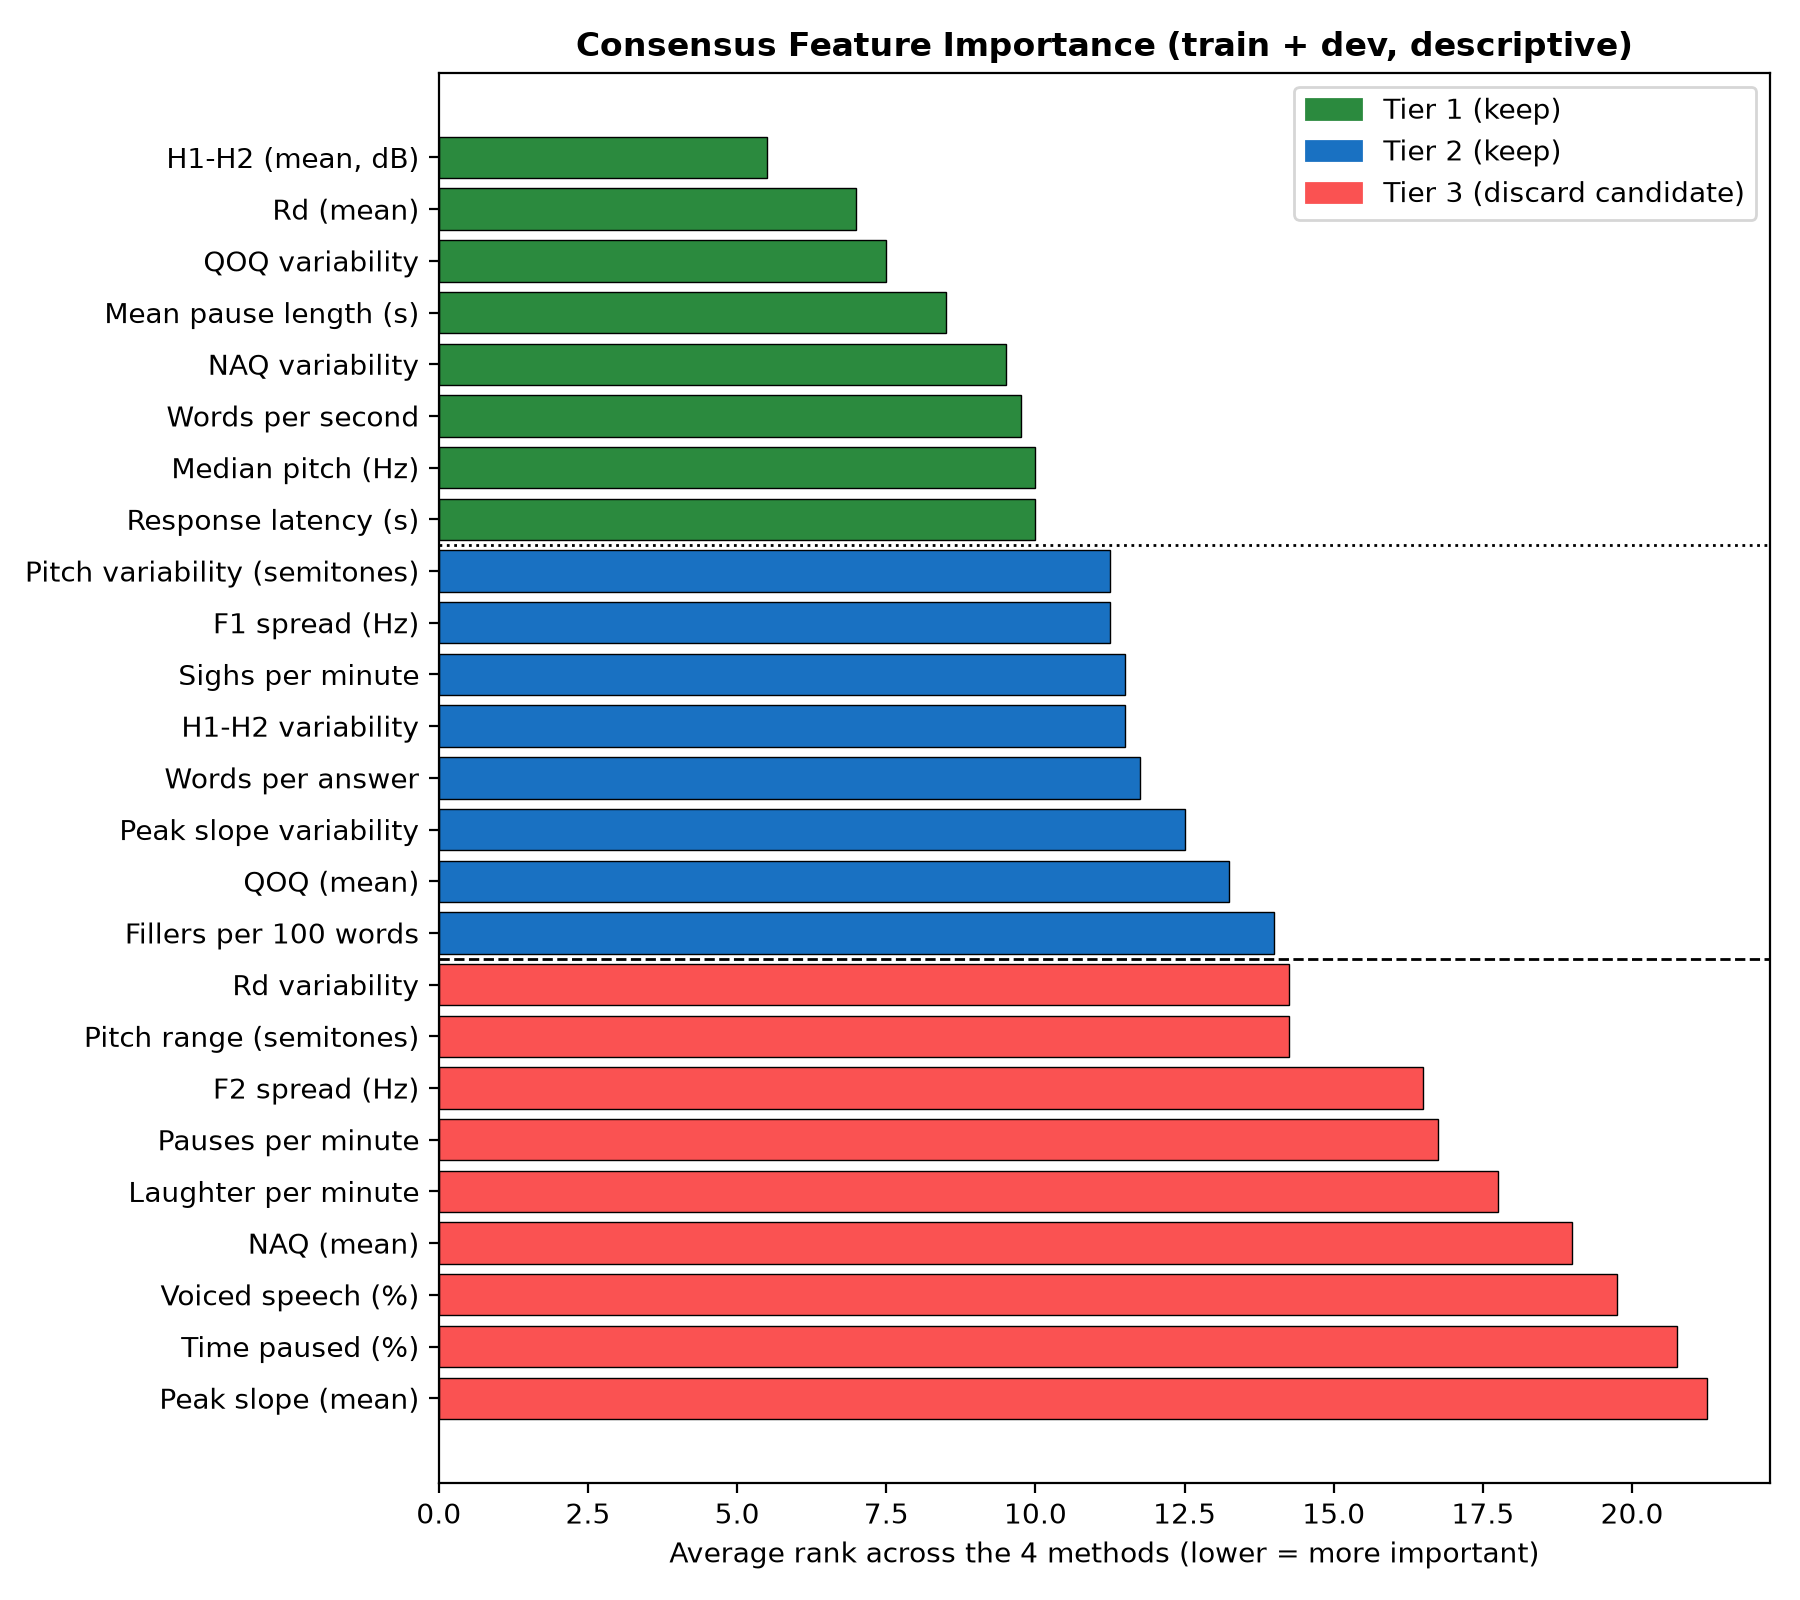 Consensus Feature Importance (train + dev, descriptive)
Tier 1 (keep)
Tier 2 (keep)
Tier 3 (discard candidate)
H1-H2 (mean, dB)
Rd (mean)
QOQ variability
Mean pause length (s)
NAQ variability
Words per second
Median pitch (Hz)
Response latency (s)
Pitch variability (semitones)
F1 spread (Hz)
Sighs per minute
H1-H2 variability
Words per answer
Peak slope variability
QOQ (mean)
Fillers per 100 words
Rd variability
Pitch range (semitones)
F2 spread (Hz)
Pauses per minute
Laughter per minute
NAQ (mean)
Voiced speech (%)
Time paused (%)
Peak slope (mean)
0.0 2.5 5.0 7.5 10.0 12.5 15.0 17.5 20.0
Average rank across the 4 methods (lower = more important)